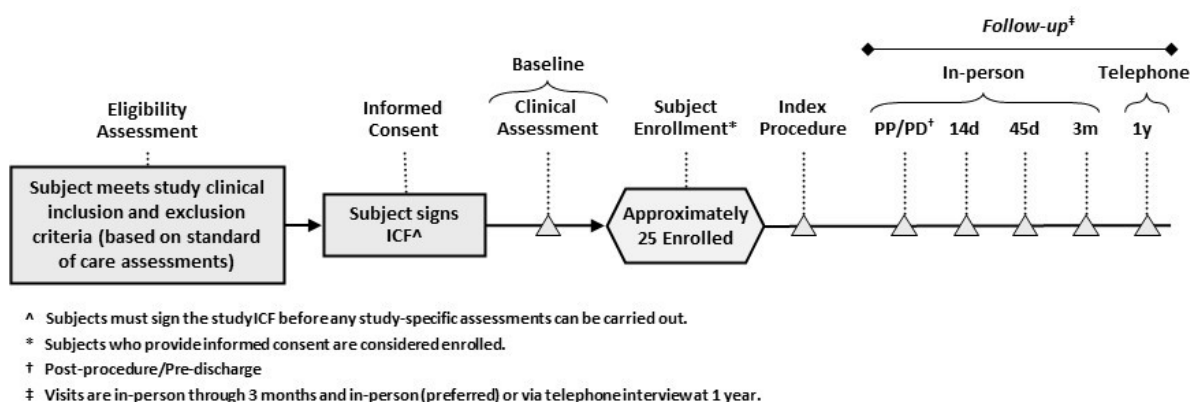 Follow-up‡
Baseline
In-person
Telephone
Eligibility
Assessment
Informed
Consent
Clinical
Assessment
Subject
Enrollment*
Index
Procedure
PP/PD†
14d
45d
3m
1y
Subject meets study clinical
inclusion and exclusion
criteria (based on standard
of care assessments)
Subject signs
ICF^
Approximately
25 Enrolled
^ Subjects must sign the study ICF before any study-specific assessments can be carried out.
* Subjects who provide informed consent are considered enrolled.
† Post-procedure/Pre-discharge
‡ Visits are in-person through 3 months and in-person (preferred) or via telephone interview at 1 year.